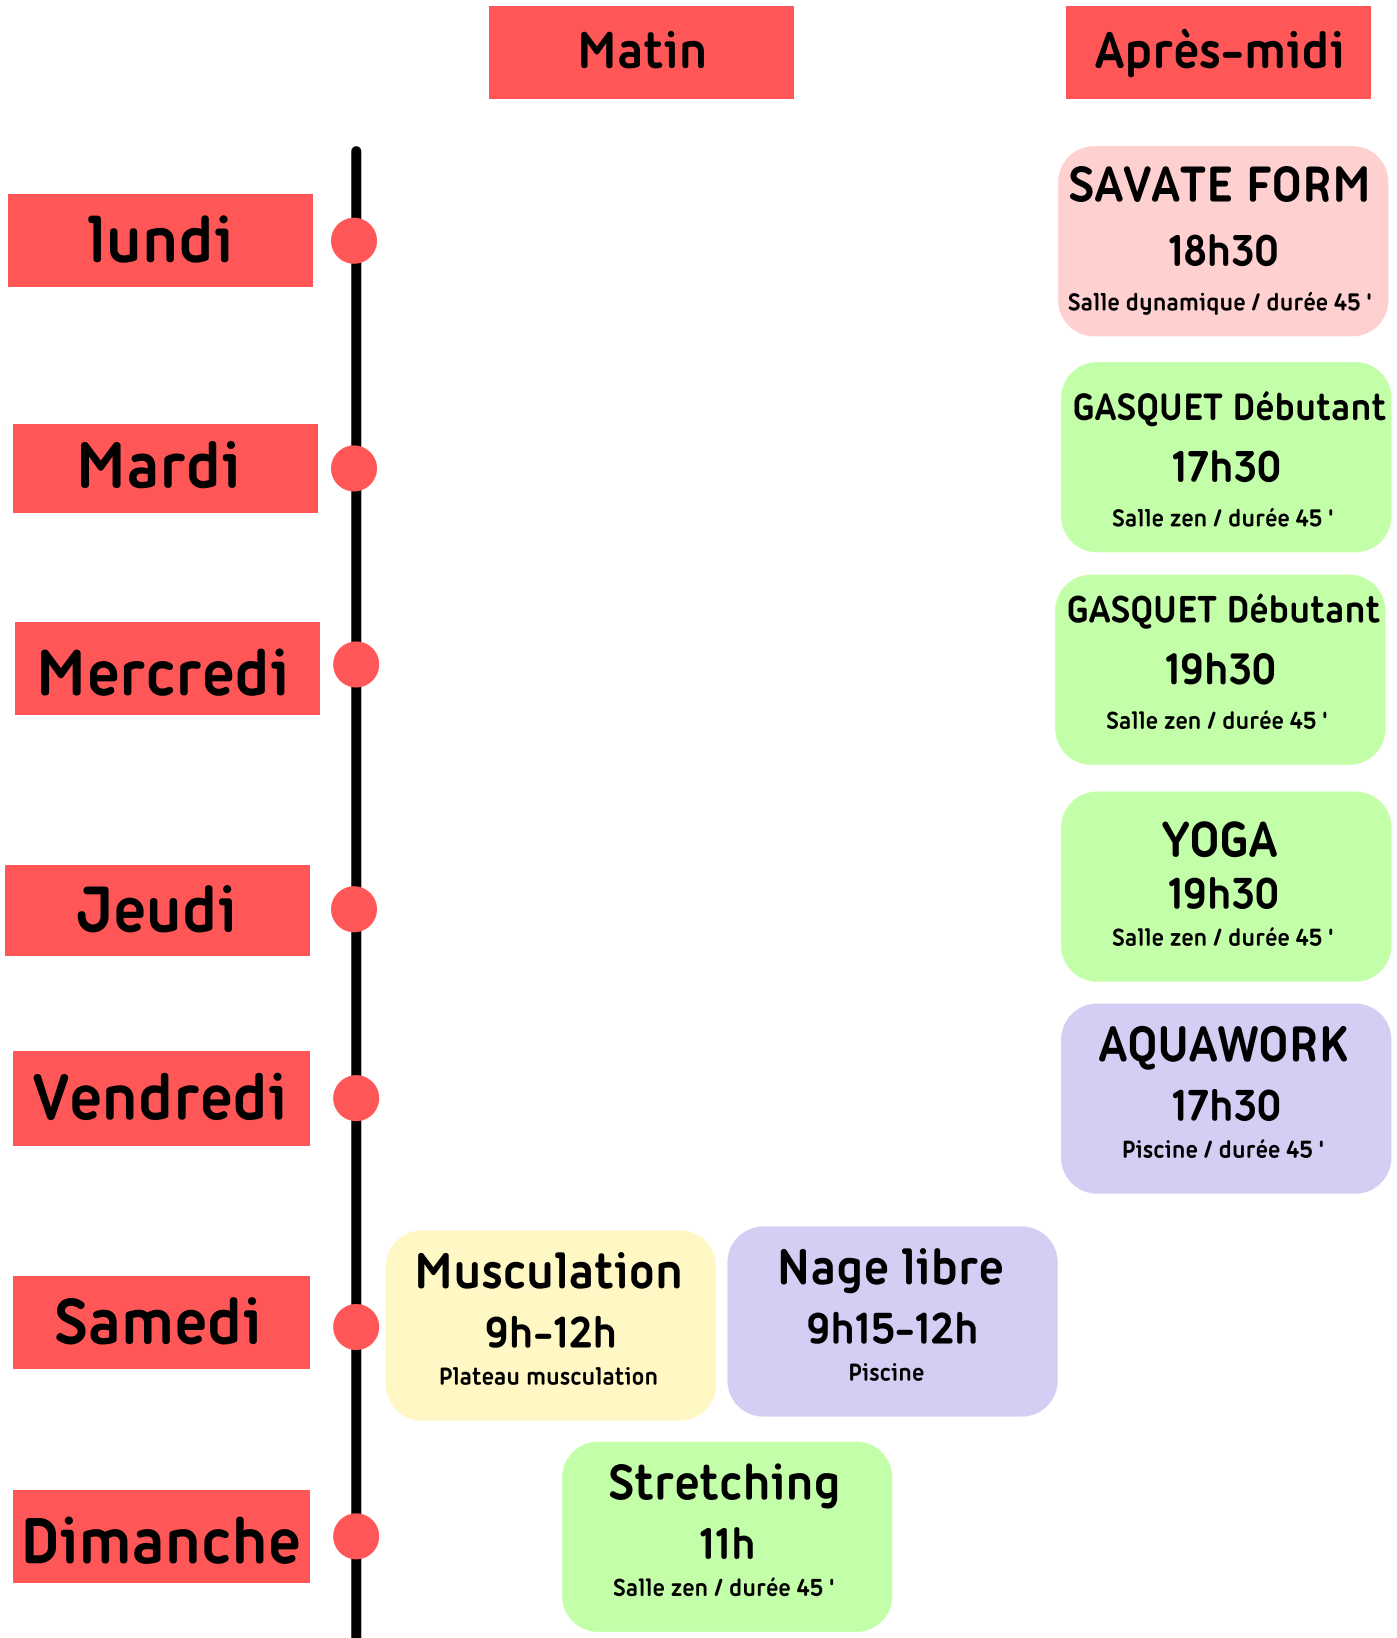 Matin
Après-midi
lundi
SAVATE FORM
18h30
Salle dynamique / durée 45 '
Mardi
GASQUET Débutant
17h30
Salle zen / durée 45 '
Mercredi
GASQUET Débutant
19h30
Salle zen / durée 45 '
Jeudi
YOGA
19h30
Salle zen / durée 45 '
Vendredi
AQUAWORK
17h30
Piscine / durée 45 '
Samedi
Musculation
9h-12h
Plateau musculation
Nage libre
9h15-12h
Piscine
Dimanche
Stretching
11h
Salle zen / durée 45 '